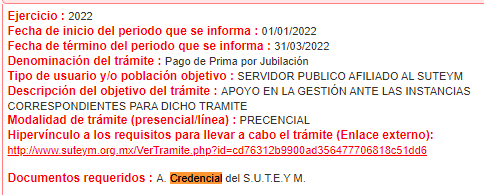 Ejercicio : 2022
Fecha de inicio del periodo que se informa : 01/01/2022
Fecha de término del periodo que se informa : 31/03/2022
Denominación del trámite : Pago de Prima por Jubilación
Tipo de usuario y/o población objetivo : SERVIDOR PUBLICO AFILIADO AL SUTEYM
Descripción del objetivo del trámite : APOYO EN LA GESTIÓN ANTE LAS INSTANCIAS
CORRESPONDIENTES PARA DICHO TRAMITE
Modalidad de trámite (presencial/línea) : PRECENCIAL
Hipervínculo a los requisitos para llevar a cabo el trámite (Enlace externo):
http://www.suteym.org.mx/VerTramite.php?id=cd76312b9900ad356477706818c51dd6
Documentos requeridos : A. Credencial del S.U.T.E.Y M.